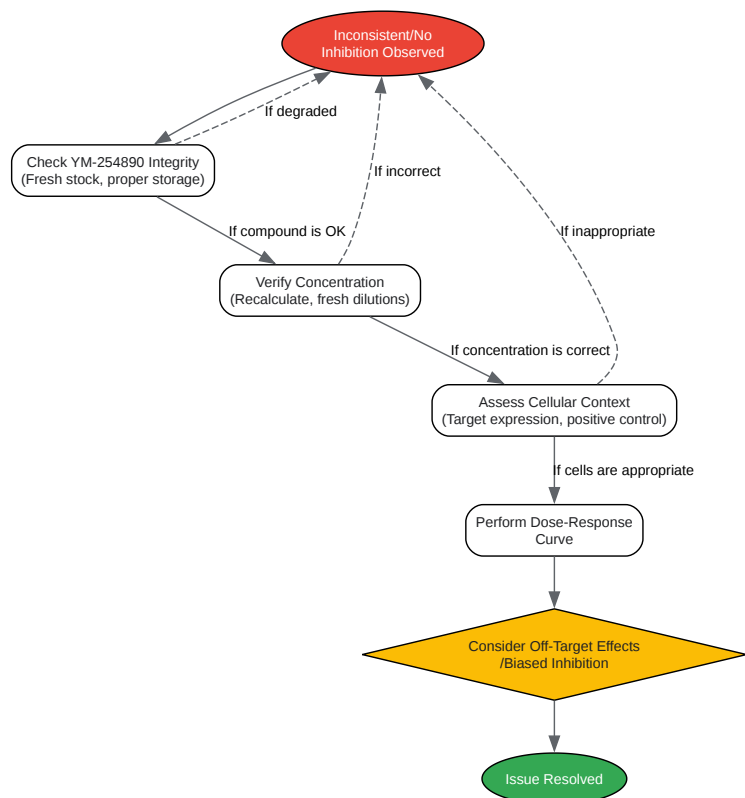 Inconsistent/No
Inhibition Observed
If degraded
Check YM-254890 Integrity
(Fresh stock, proper storage)
If incorrect
If compound is OK
If inappropriate
Verify Concentration
(Recalculate, fresh dilutions)
If concentration is correct
Assess Cellular Context
(Target expression, positive control)
If cells are appropriate
Perform Dose-Response
Curve
Consider Off-Target Effects
/Biased Inhibition
Issue Resolved